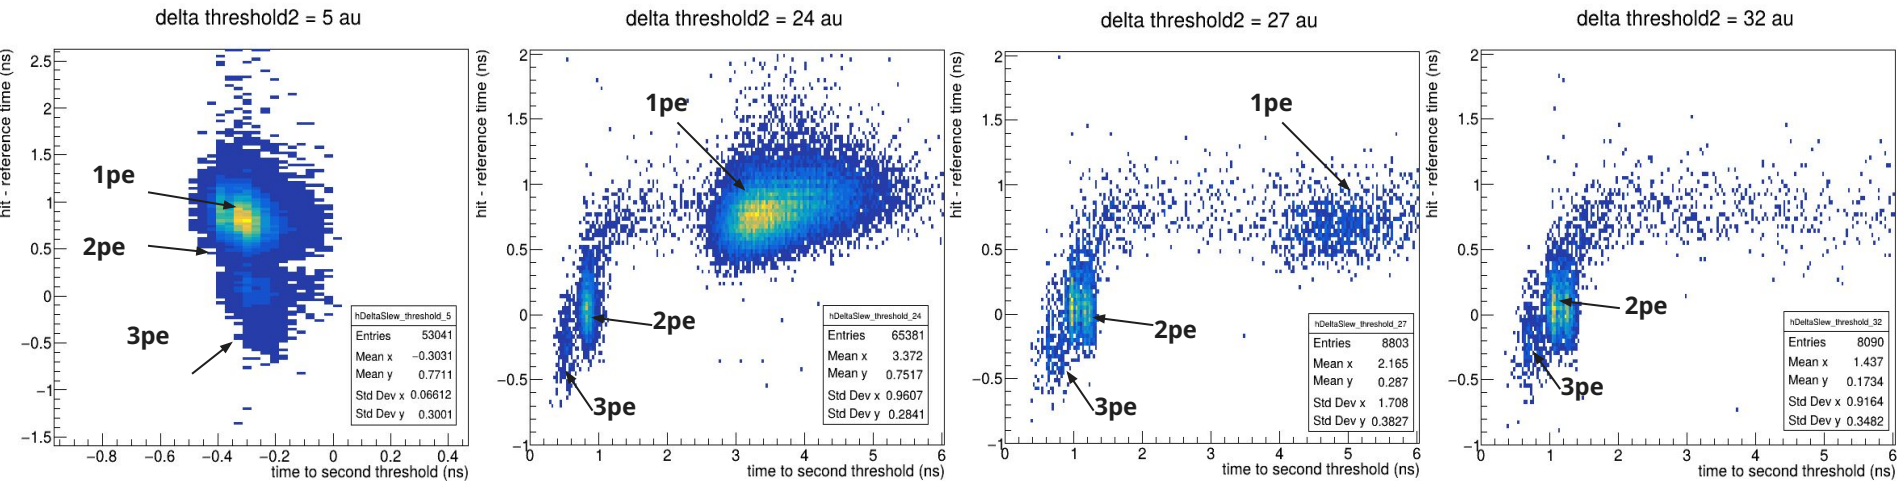 delta threshold2 = 5 au
hit - reference time (ns)
2.5
2
1.5
1
0.5
0
−0.5
−1
−1.5
1pe
2pe
3pe
hDeltaSlew_threshold_5
Entries 53041
Mean x −0.3031
Mean y 0.7711
Std Dev x 0.06612
Std Dev y 0.3001
−0.8 −0.6 −0.4 −0.2 0 0.2 0.4
time to second threshold (ns)
delta threshold2 = 24 au
hit - reference time (ns)
2
1.5
1
0.5
0
−0.5
−1
1pe
2pe
3pe
hDeltaSlew_threshold_24
Entries 65381
Mean x 3.372
Mean y 0.7517
Std Dev x 0.9607
Std Dev y 0.2841
0 1 2 3 4 5 6
time to second threshold (ns)
delta threshold2 = 27 au
hit - reference time (ns)
2
1.5
1
0.5
0
−0.5
−1
1pe
2pe
3pe
hDeltaSlew_threshold_27
Entries 8803
Mean x 2.165
Mean y 0.287
Std Dev x 1.708
Std Dev y 0.3827
0 1 2 3 4 5 6
time to second threshold (ns)
delta threshold2 = 32 au
hit - reference time (ns)
2
1.5
1
0.5
0
−0.5
−1
2pe
3pe
hDeltaSlew_threshold_32
Entries 8090
Mean x 1.437
Mean y 0.1734
Std Dev x 0.9164
Std Dev y 0.3482
0 1 2 3 4 5 6
time to second threshold (ns)